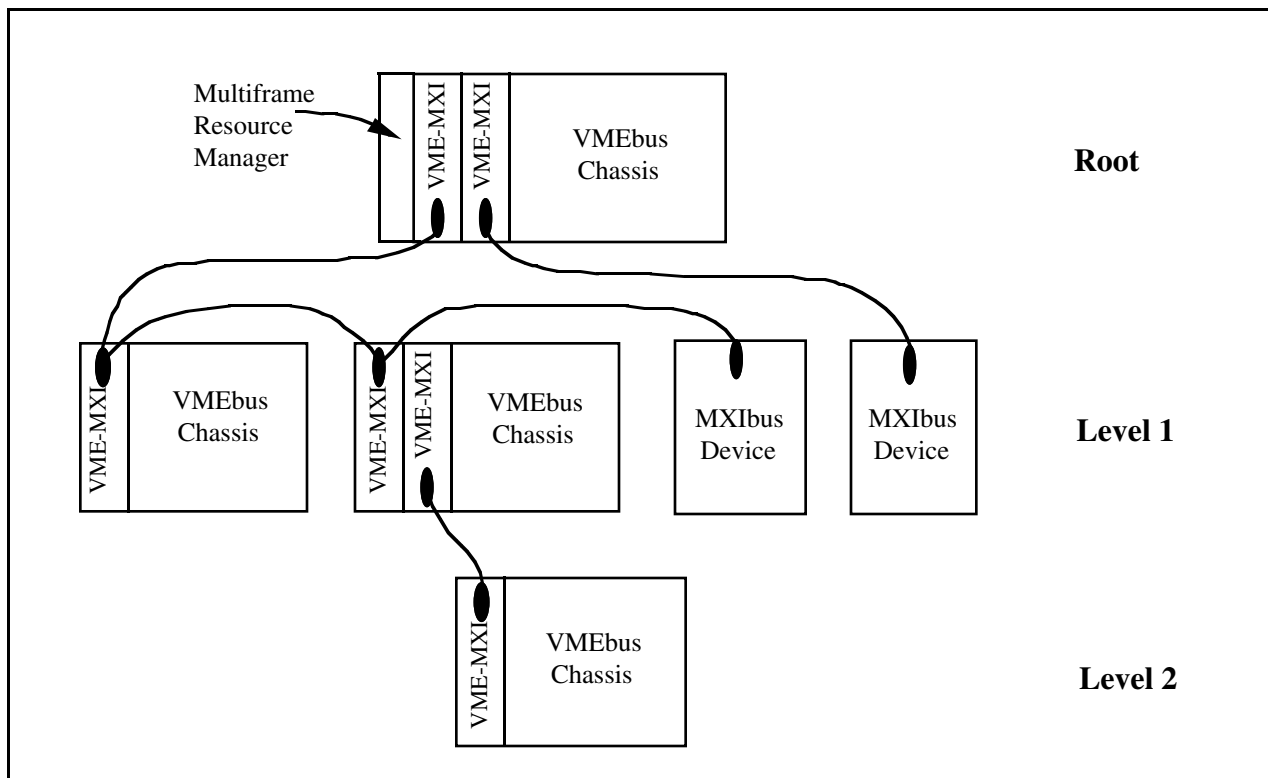 Multiframe
Resource
Manager
VME-MXI
VME-MXI
VMEbus
Chassis
Root
VME-MXI
VMEbus
Chassis
VME-MXI
VME-MXI
VMEbus
Chassis
MXIbus
Device
MXIbus
Device
Level 1
VME-MXI
VMEbus
Chassis
Level 2